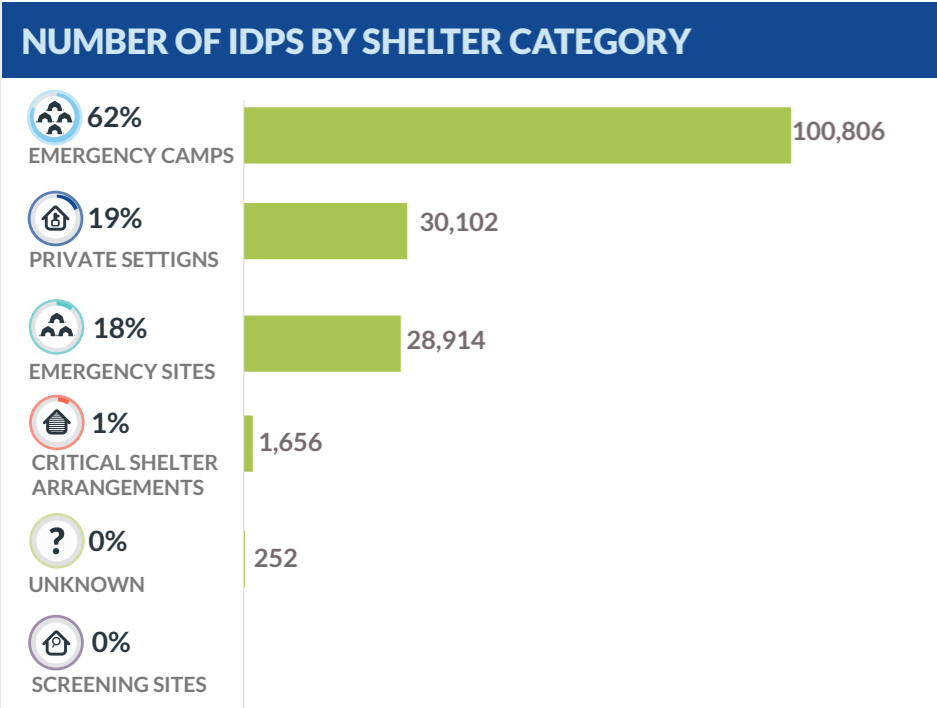 NUMBER OF IDPS BY SHELTER CATEGORY
62%
EMERGENCY CAMPS
100,806
19%
PRIVATE SETTIGNS
30,102
18%
EMERGENCY SITES
28,914
1%
CRITICAL SHELTER
ARRANGEMENTS
1,656
? 0%
UNKNOWN
252
0%
SCREENING SITES